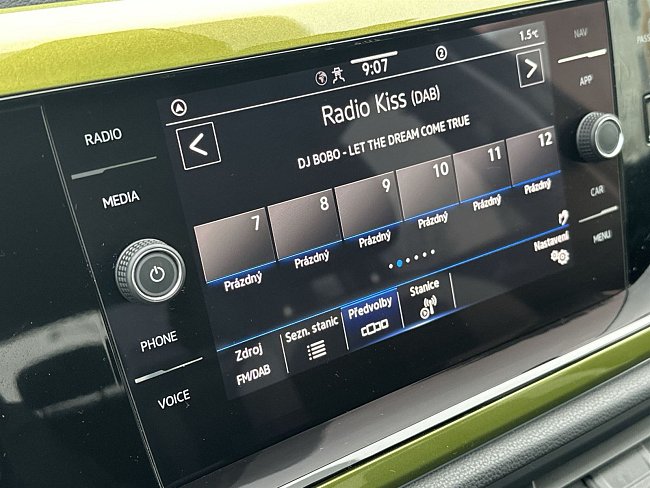 RADIO
MEDIA
PHONE
VOICE
9:07
2
1.5°C
A
Radio Kiss (DAB)
DJ BOBO - LET THE DREAM COME TRUE
7 8 9 10 11 12
Prázdný Prázdný Prázdný Prázdný Prázdný Prázdný
Zdroj
FM/DAB
Sezn. stanic
Předvolby
Stanice
Nastavení
NAV
APP
CAR
MENU
PASS